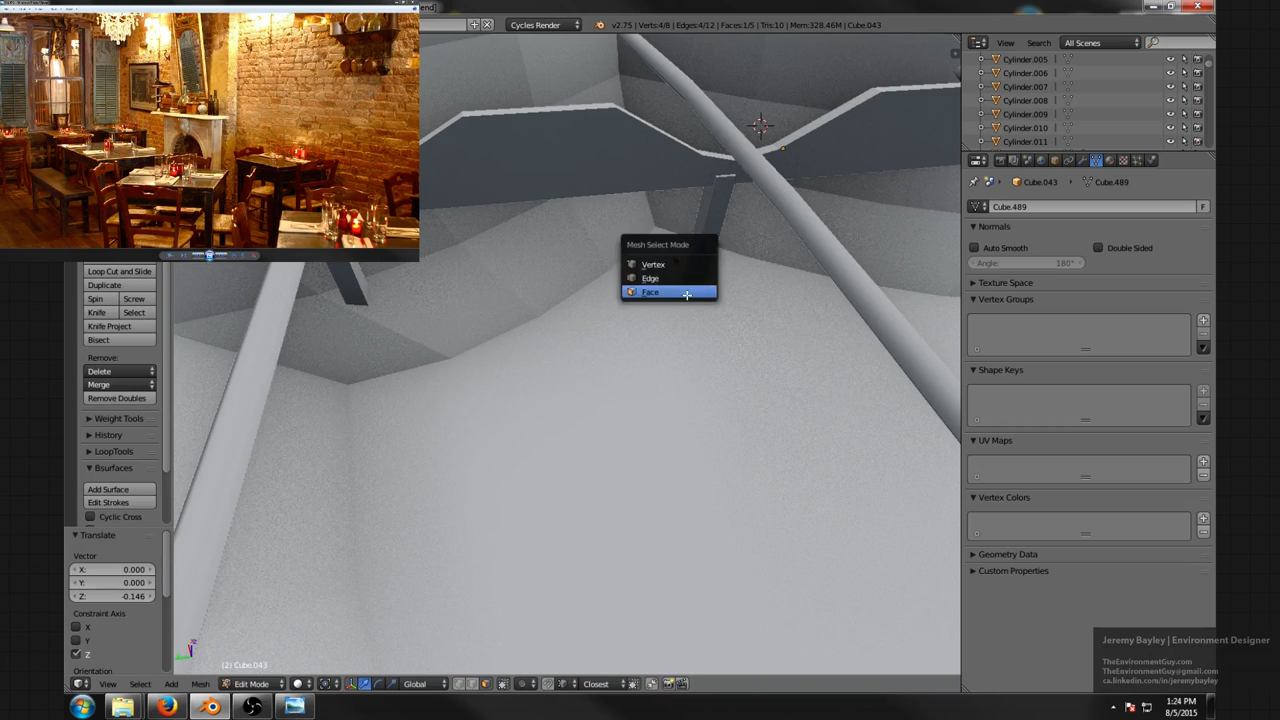 end]
Cycles Render
v2.75 | Verts:4/8 | Edges:4/12 | Faces:1/5 | Tris:10 | Mem:328.46M | Cube.043
View
Search
All Scenes
Cylinder.005
Cylinder.006
Cylinder.007
Cylinder.008
Cylinder.009
Cylinder.010
Cylinder.011
Cube.043
Cube.489
Cube.489
F
Normals
Auto Smooth
Double Sided
Angle: 180°
Texture Space
Vertex Groups
Shape Keys
UV Maps
Vertex Colors
Geometry Data
Custom Properties
Mesh Select Mode
Vertex
Edge
Face
Loop Cut and Slide
Duplicate
Spin
Screw
Knife
Select
Knife Project
Bisect
Remove:
Delete
Merge
Remove Doubles
Weight Tools
History
LoopTools
Bsurfaces
Add Surface
Edit Strokes
Cyclic Cross
Translate
Vector
X: 0.000
Y: 0.000
Z: -0.146
Constraint Axis
X
Y
Z
Orientation
(2) Cube.043
View
Select
Add
Mesh
Edit Mode
Global
Closest
Jeremy Bayley | Environment Designer
TheEnvironmentGuy.com
TheEnvironmentGuy@gmail.com
ca.linkedin.com/in/jeremybayley
1:24 PM
8/5/2015